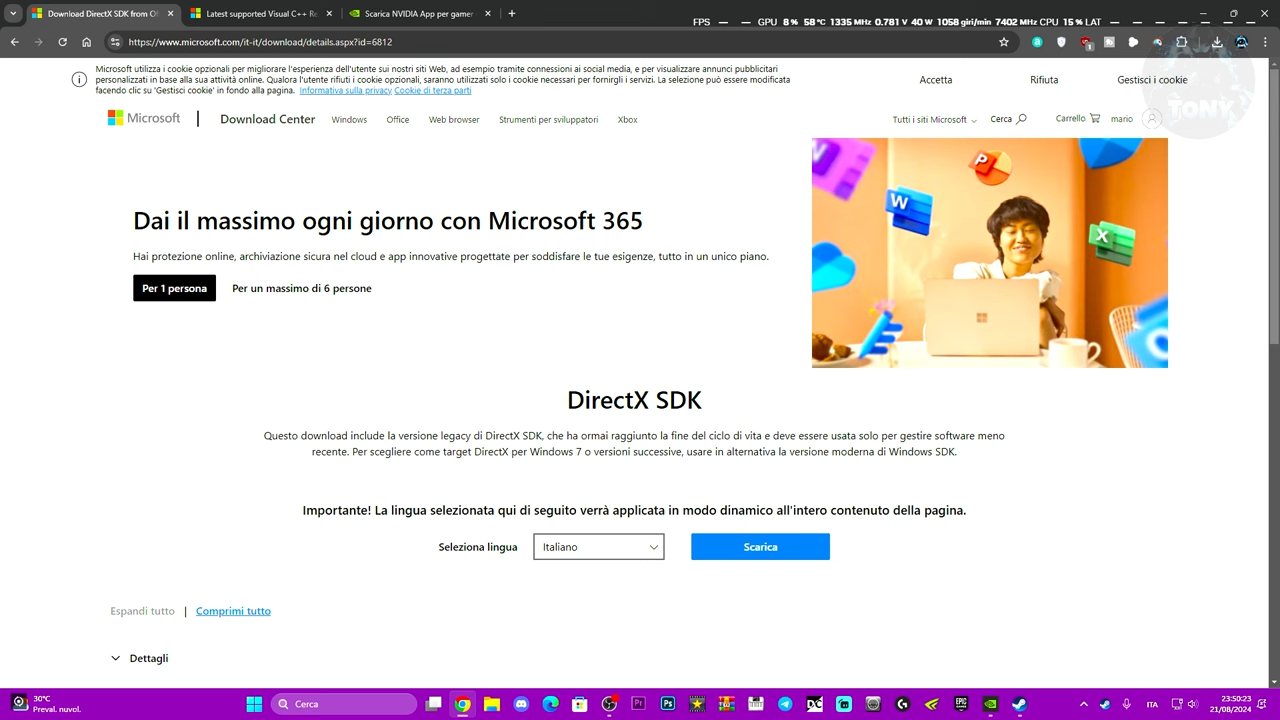 Download DirectX SDK from Of
Latest supported Visual C++ Re
Scarica NVIDIA App per gamer
FPS — — GPU 8 % 58 °C 1335 MHz 0.781 V 40 W 1058 giri/min 7402 MHz CPU 15 % LAT — — — —
https://www.microsoft.com/it-it/download/details.aspx?id=6812
Microsoft utilizza i cookie opzionali per migliorare l'esperienza dell'utente sui nostri siti Web, ad esempio tramite connessioni ai social media, e per visualizzare annunci pubblicitari
personalizzati in base alla sua attività online. Qualora l'utente rifiuti i cookie opzionali, saranno utilizzati solo i cookie necessari per fornirgli i servizi. La selezione può essere modificata
facendo clic su 'Gestisci cookie' in fondo alla pagina. Informativa sulla privacy Cookie di terza parti
Accetta
Rifiuta
Gestisci i cookie
TONY
Microsoft
Download Center
Windows
Office
Web browser
Strumenti per sviluppatori
Xbox
Tutti i siti Microsoft
Cerca
Carrello
mario
Dai il massimo ogni giorno con Microsoft 365
Hai protezione online, archiviazione sicura nel cloud e app innovative progettate per soddisfare le tue esigenze, tutto in un unico piano.
Per 1 persona
Per un massimo di 6 persone
W
P
X
DirectX SDK
Questo download include la versione legacy di DirectX SDK, che ha ormai raggiunto la fine del ciclo di vita e deve essere usata solo per gestire software meno
recente. Per scegliere come target DirectX per Windows 7 o versioni successive, usare in alternativa la versione moderna di Windows SDK.
Importante! La lingua selezionata qui di seguito verrà applicata in modo dinamico all'intero contenuto della pagina.
Seleziona lingua
Italiano
Scarica
Espandi tutto | Comprimi tutto
Dettagli
30°C
Preval. nuvol.
Cerca
Pr
Ps
DC
EPIC
ITA
23:50:23
21/08/2024